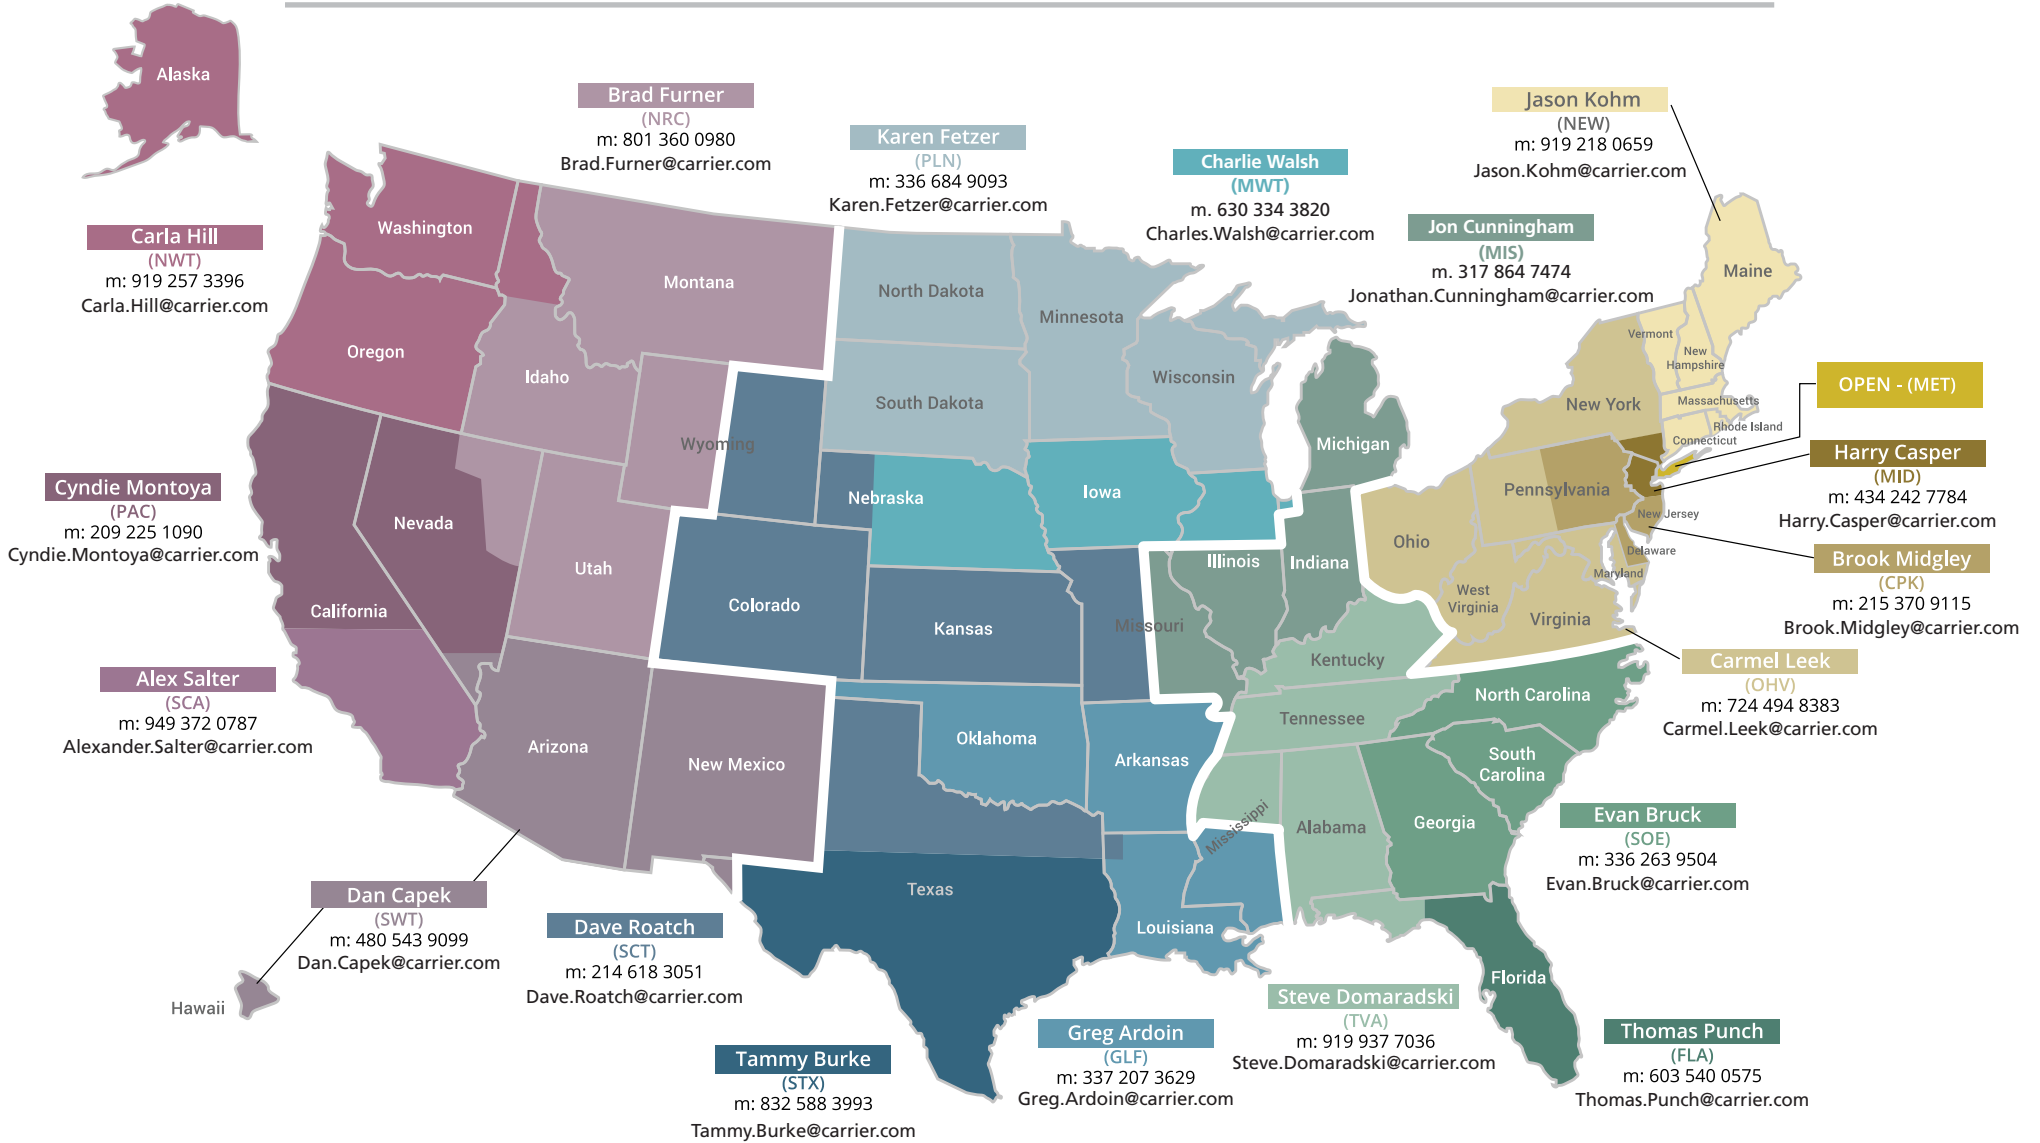 Alaska
Brad Furner
(NRC)
m: 801 360 0980
Brad.Furner@carrier.com
Karen Fetzer
(PLN)
m: 336 684 9093
Karen.Fetzer@carrier.com
Charlie Walsh
(MWT)
m. 630 334 3820
Charles.Walsh@carrier.com
Jason Kohm
(NEW)
m: 919 218 0659
Jason.Kohm@carrier.com
Jon Cunningham
(MIS)
m. 317 864 7474
Jonathan.Cunningham@carrier.com
Carla Hill
(NWT)
m: 919 257 3396
Carla.Hill@carrier.com
Washington
Montana
North Dakota
Minnesota
Maine
Oregon
Idaho
Wyoming
South Dakota
Wisconsin
Michigan
Vermont
New
Hampshire
New York
Massachusetts
Rhode Island
Connecticut
OPEN - (MET)
Harry Casper
(MID)
m: 434 242 7784
Harry.Casper@carrier.com
Cyndie Montoya
(PAC)
m: 209 225 1090
Cyndie.Montoya@carrier.com
Nevada
Utah
Nebraska
Iowa
Illinois
Indiana
Ohio
Pennsylvania
New Jersey
Delaware
Maryland
West
Virginia
Virginia
Brook Midgley
(CPK)
m: 215 370 9115
Brook.Midgley@carrier.com
California
Colorado
Kansas
Missouri
Kentucky
Carmel Leek
(OHV)
m: 724 494 8383
Carmel.Leek@carrier.com
Alex Salter
(SCA)
m: 949 372 0787
Alexander.Salter@carrier.com
Arizona
New Mexico
Oklahoma
Arkansas
Tennessee
North Carolina
South
Carolina
Mississippi
Alabama
Georgia
Evan Bruck
(SOE)
m: 336 263 9504
Evan.Bruck@carrier.com
Texas
Louisiana
Florida
Dan Capek
(SWT)
m: 480 543 9099
Dan.Capek@carrier.com
Hawaii
Dave Roatch
(SCT)
m: 214 618 3051
Dave.Roatch@carrier.com
Tammy Burke
(STX)
m: 832 588 3993
Tammy.Burke@carrier.com
Greg Ardoin
(GLF)
m: 337 207 3629
Greg.Ardoin@carrier.com
Steve Domaradski
(TVA)
m: 919 937 7036
Steve.Domaradski@carrier.com
Thomas Punch
(FLA)
m: 603 540 0575
Thomas.Punch@carrier.com